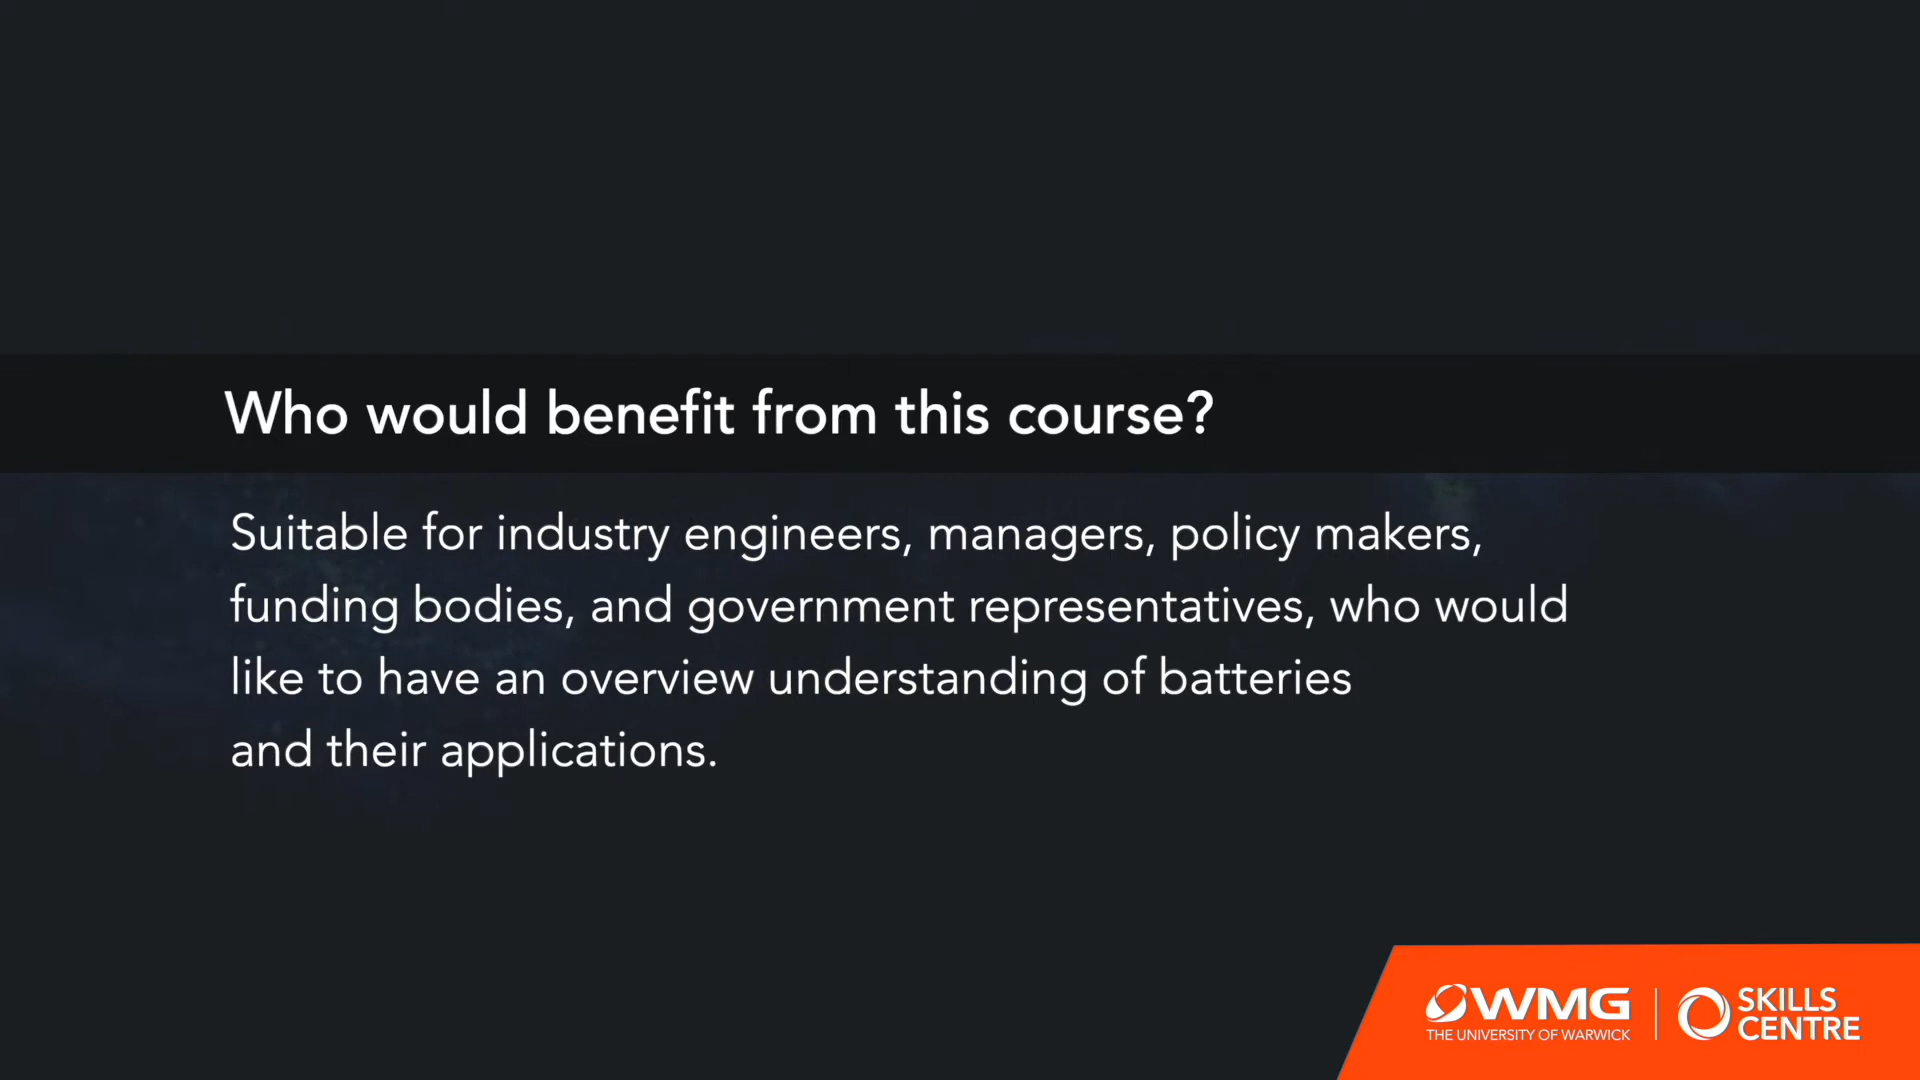 Who would benefit from this course?
Suitable for industry engineers, managers, policy makers,
funding bodies, and government representatives, who would
like to have an overview understanding of batteries
and their applications.
WMG
THE UNIVERSITY OF WARWICK
SKILLS
CENTRE